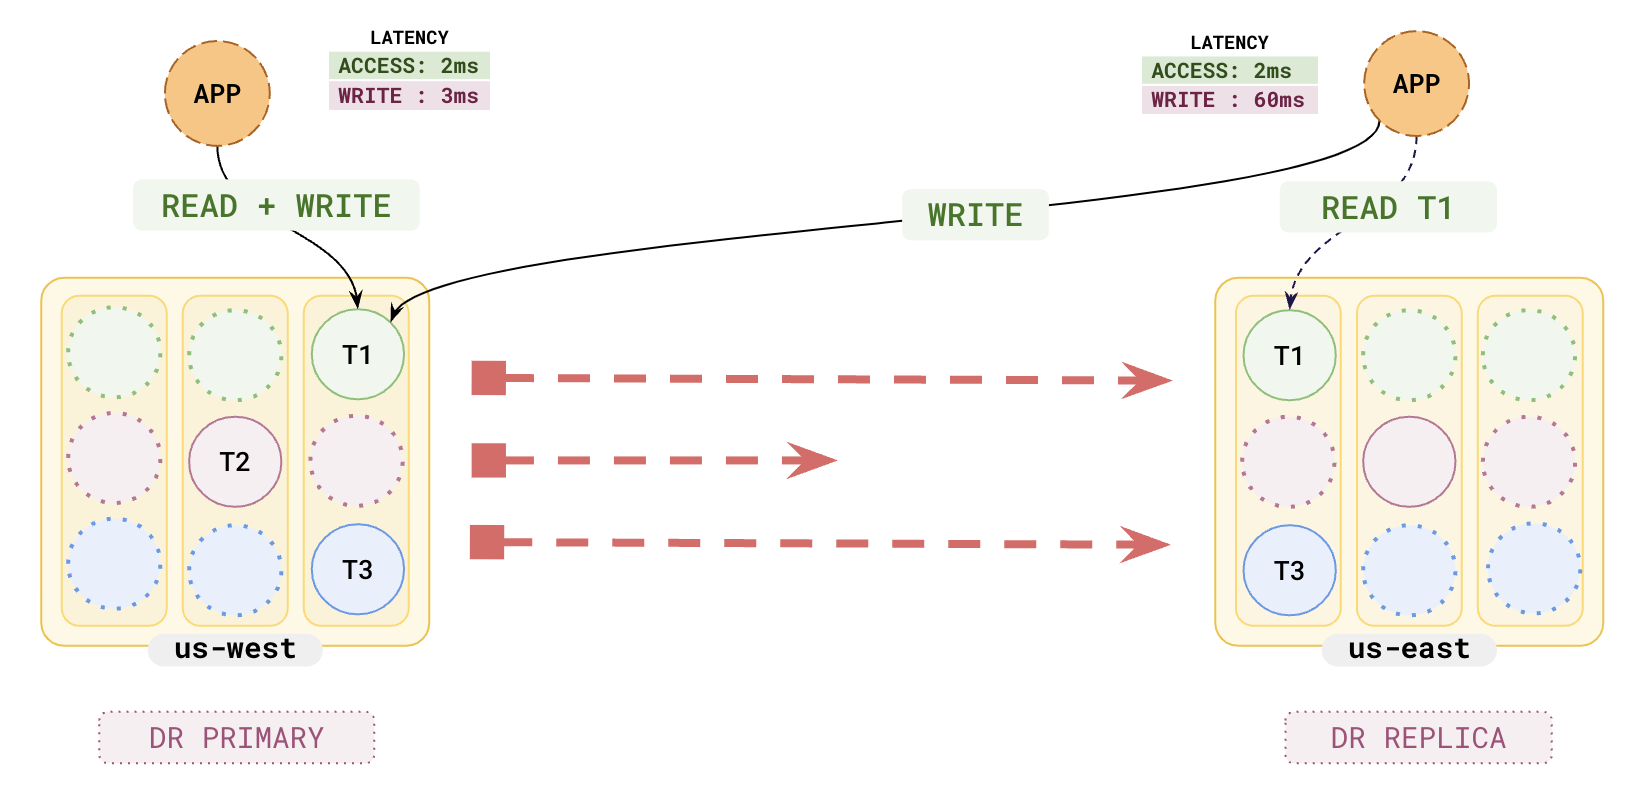 APP
LATENCY
ACCESS: 2ms
WRITE : 3ms
LATENCY
ACCESS: 2ms
WRITE : 60ms
APP
READ + WRITE
WRITE
READ T1
T1
T2
T3
T1
T3
us-west
us-east
DR PRIMARY
DR REPLICA